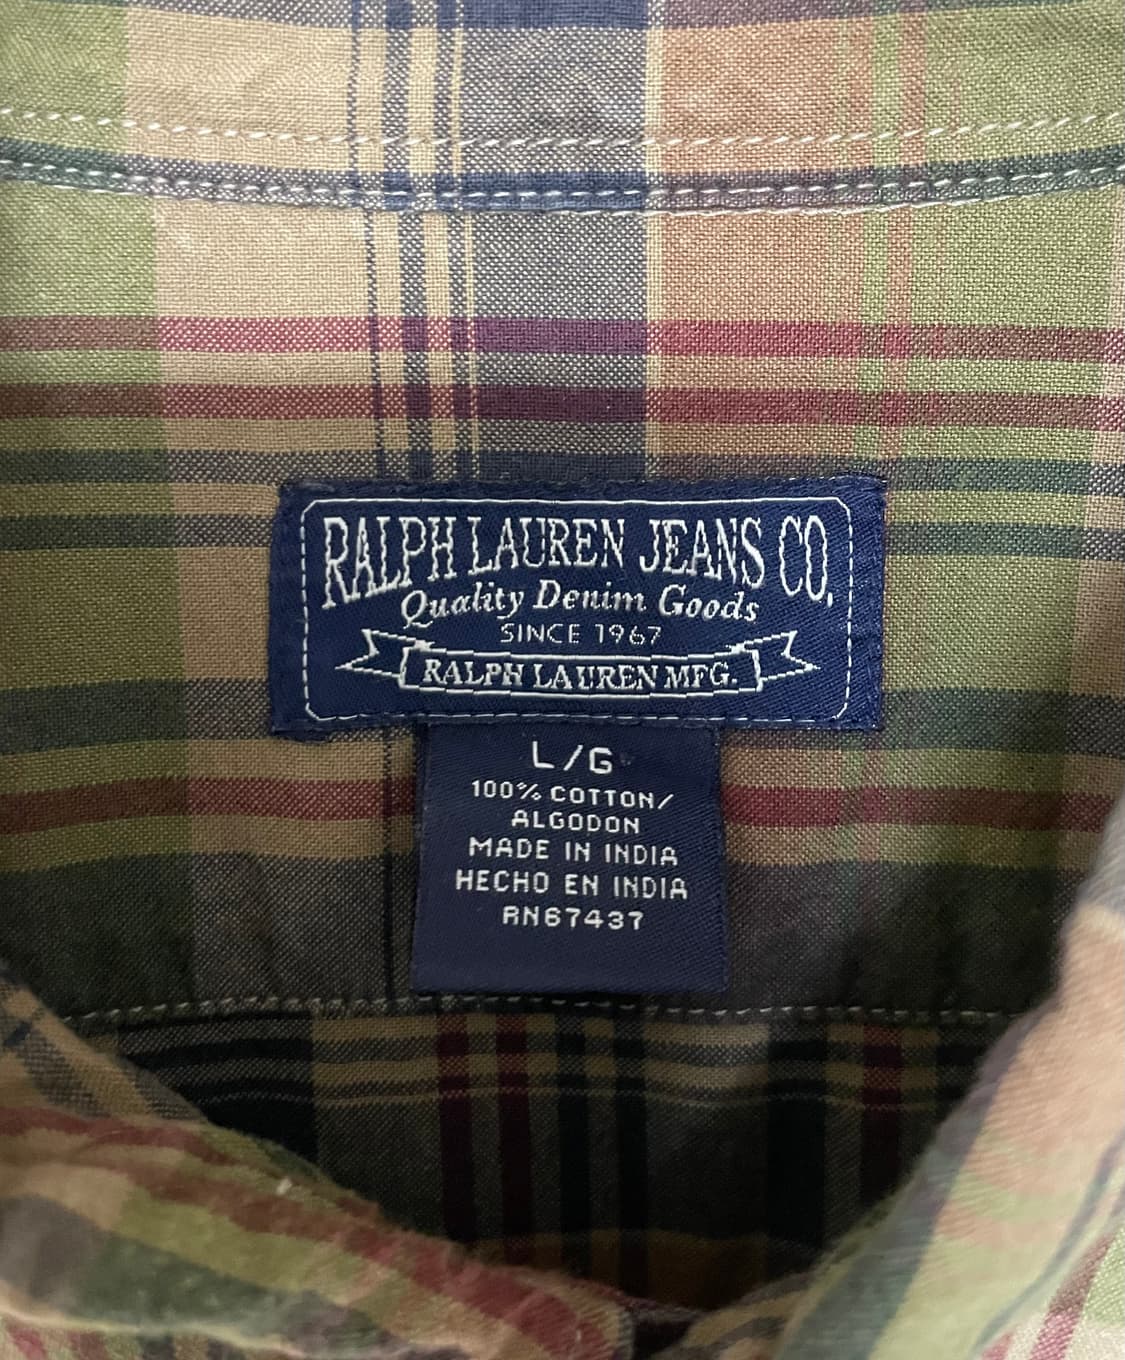 RALPH LAUREN JEANS CO.
Quality Denim Goods
SINCE 1967
RALPH LAUREN MFG.
L/G
100% COTTON/
ALGODON
MADE IN INDIA
HECHO EN INDIA
RN67437